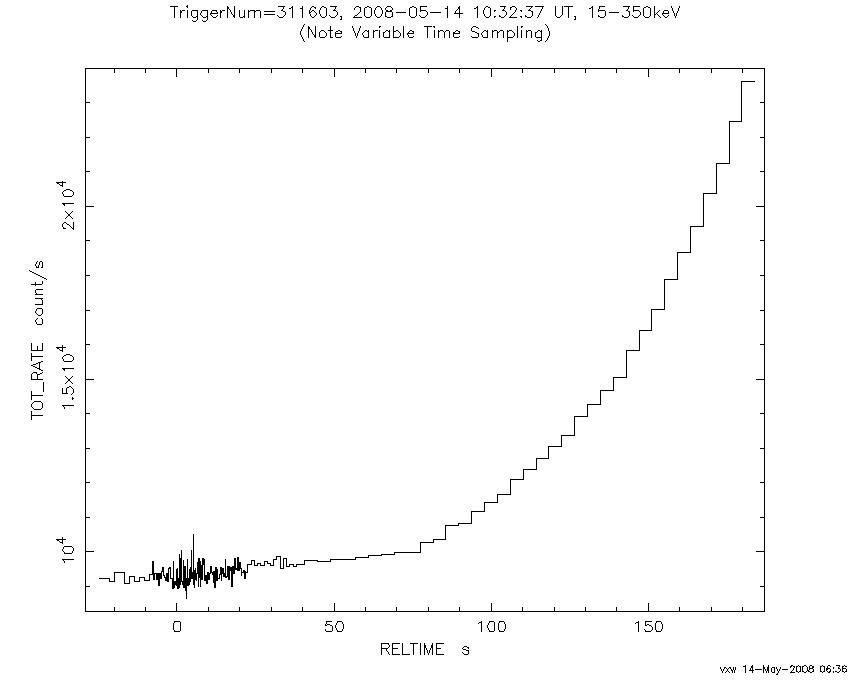 TriggerNum=311603, 2008-05-14 10:32:37 UT, 15-350keV
(Note Variable Time Sampling)
TOT_RATE count/s
2×10⁴
1.5×10⁴
10⁴
0 50 100 150
RELTIME s
vxw 14-May-2008 06:36